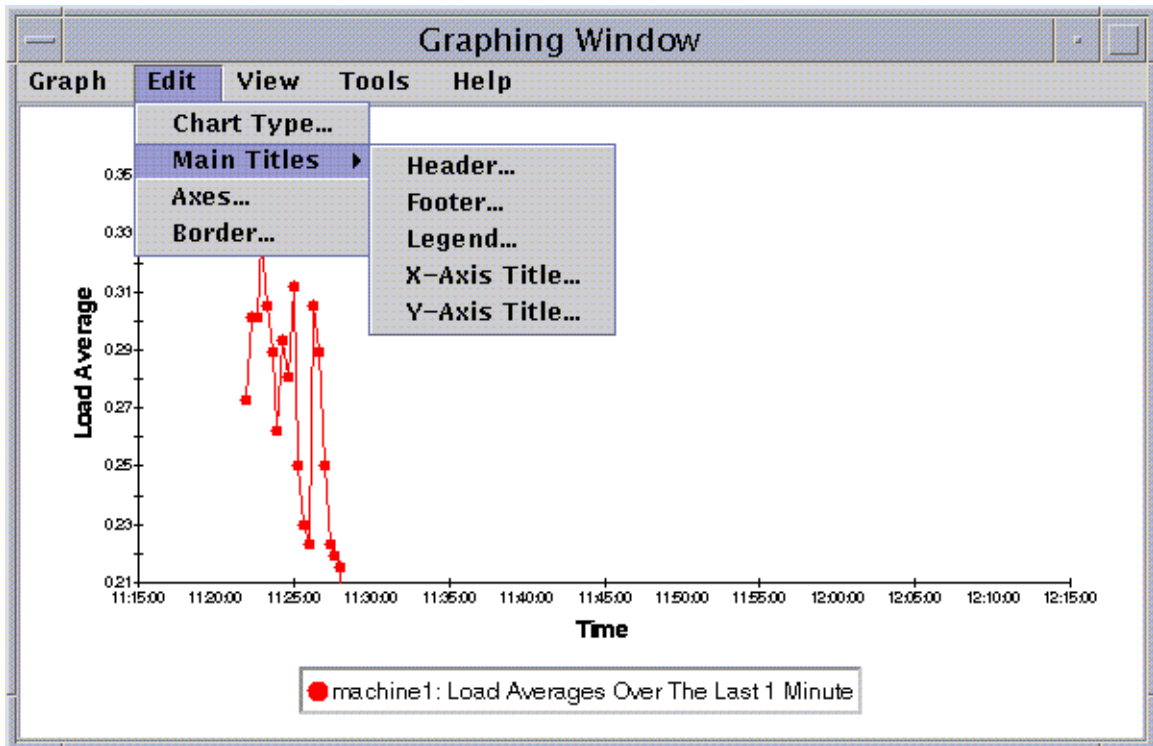 Graphing Window
Graph Edit View Tools Help
Chart Type...
Main Titles
Axes...
Border...
Header...
Footer...
Legend...
X-Axis Title...
Y-Axis Title...
Load Average
0.35
0.33
0.31
0.29
0.27
0.25
0.23
0.21
11:15:00 11:20:00 11:25:00 11:30:00 11:35:00 11:40:00 11:45:00 11:50:00 11:55:00 12:00:00 12:05:00 12:10:00 12:15:00
Time
machine1: Load Averages Over The Last 1 Minute